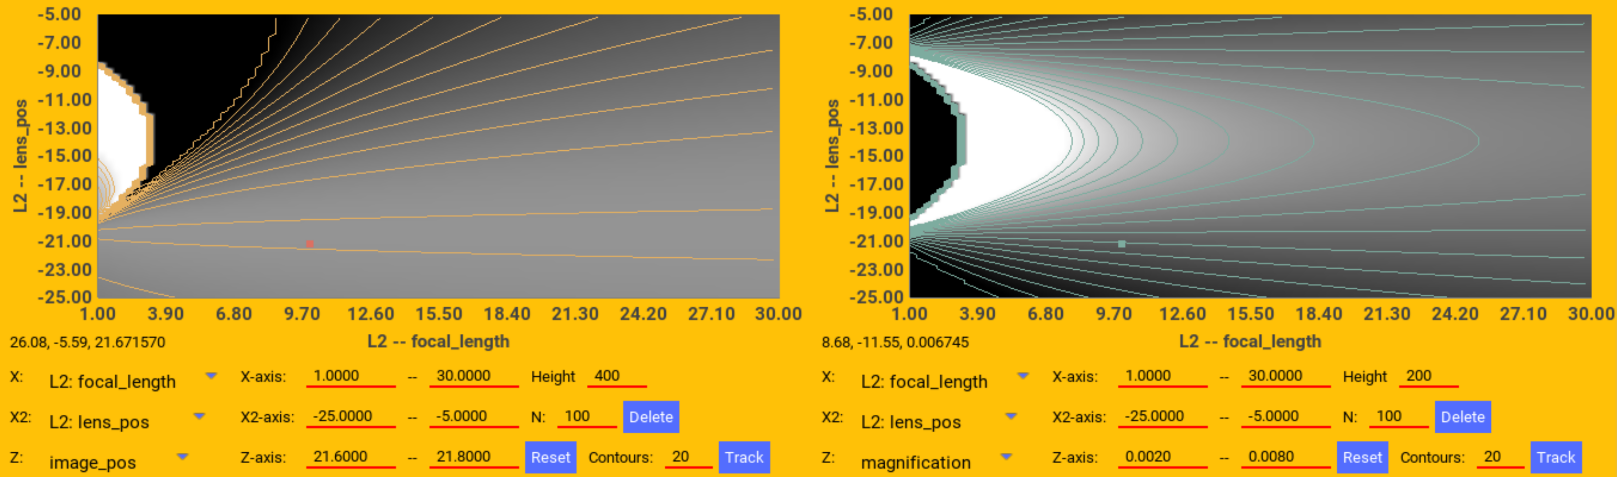 -5.00
-7.00
-9.00
-11.00
-13.00
-15.00
-17.00
-19.00
-21.00
-23.00
-25.00
L2 -- lens_pos
1.00 3.90 6.80 9.70 12.60 15.50 18.40 21.30 24.20 27.10 30.00
26.08, -5.59, 21.671570 L2 -- focal_length
X: L2: focal_length X-axis: 1.0000 -- 30.0000 Height 400
X2: L2: lens_pos X2-axis: -25.0000 -- -5.0000 N: 100 Delete
Z: image_pos Z-axis: 21.6000 -- 21.8000 Reset Contours: 20 Track
-5.00
-7.00
-9.00
-11.00
-13.00
-15.00
-17.00
-19.00
-21.00
-23.00
-25.00
L2 -- lens_pos
1.00 3.90 6.80 9.70 12.60 15.50 18.40 21.30 24.20 27.10 30.00
8.68, -11.55, 0.006745 L2 -- focal_length
X: L2: focal_length X-axis: 1.0000 -- 30.0000 Height 200
X2: L2: lens_pos X2-axis: -25.0000 -- -5.0000 N: 100 Delete
Z: magnification Z-axis: 0.0020 -- 0.0080 Reset Contours: 20 Track